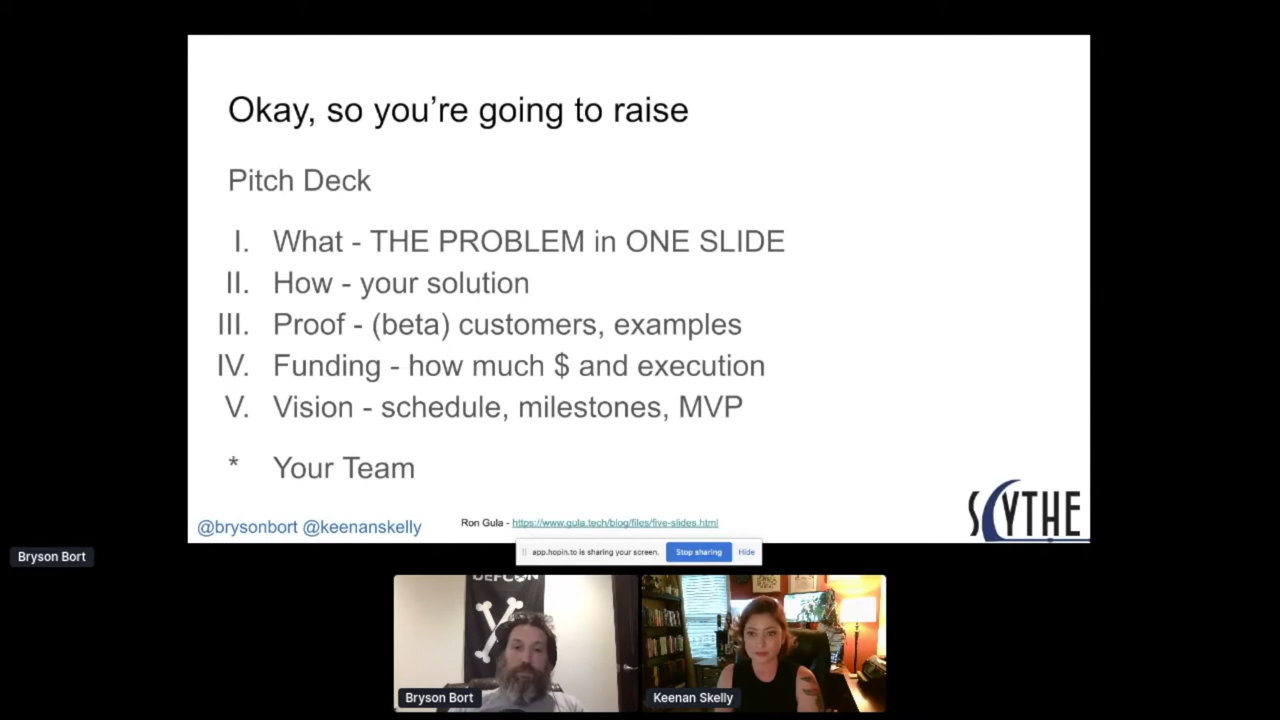 Okay, so you're going to raise
Pitch Deck
I. What - THE PROBLEM in ONE SLIDE
II. How - your solution
III. Proof - (beta) customers, examples
IV. Funding - how much $ and execution
V. Vision - schedule, milestones, MVP
* Your Team
@brysonbort @keenanskelly
Ron Gula - https://www.gula.tech/blog/files/five-slides.html
SCYTHE
app.hopin.to is sharing your screen. Stop sharing Hide
Bryson Bort
DEFCON
Bryson Bort
Keenan Skelly